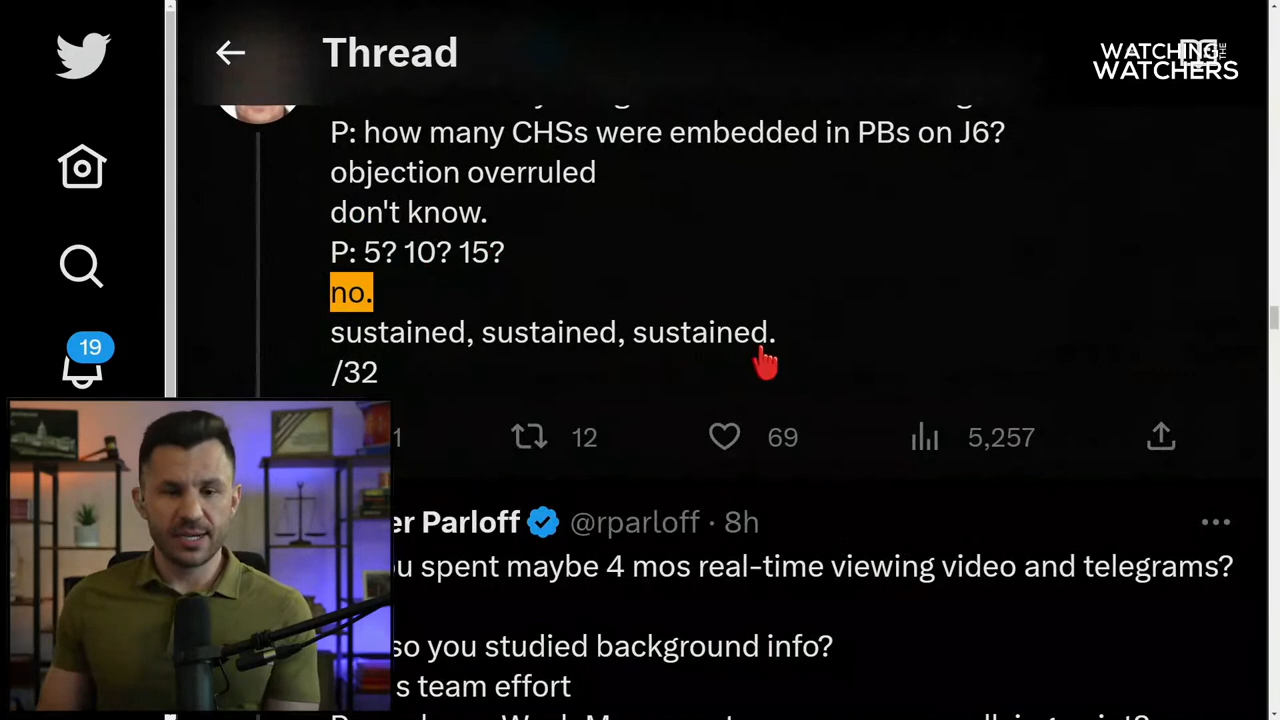 Thread
WATCHING THE
WATCHERS
P: how many CHSs were embedded in PBs on J6?
objection overruled
don't know.
P: 5? 10? 15?
no.
sustained, sustained, sustained.
/32
19
1 12 69 5,257
er Parloff @rparloff · 8h
u spent maybe 4 mos real-time viewing video and telegrams?
so you studied background info?
s team effort